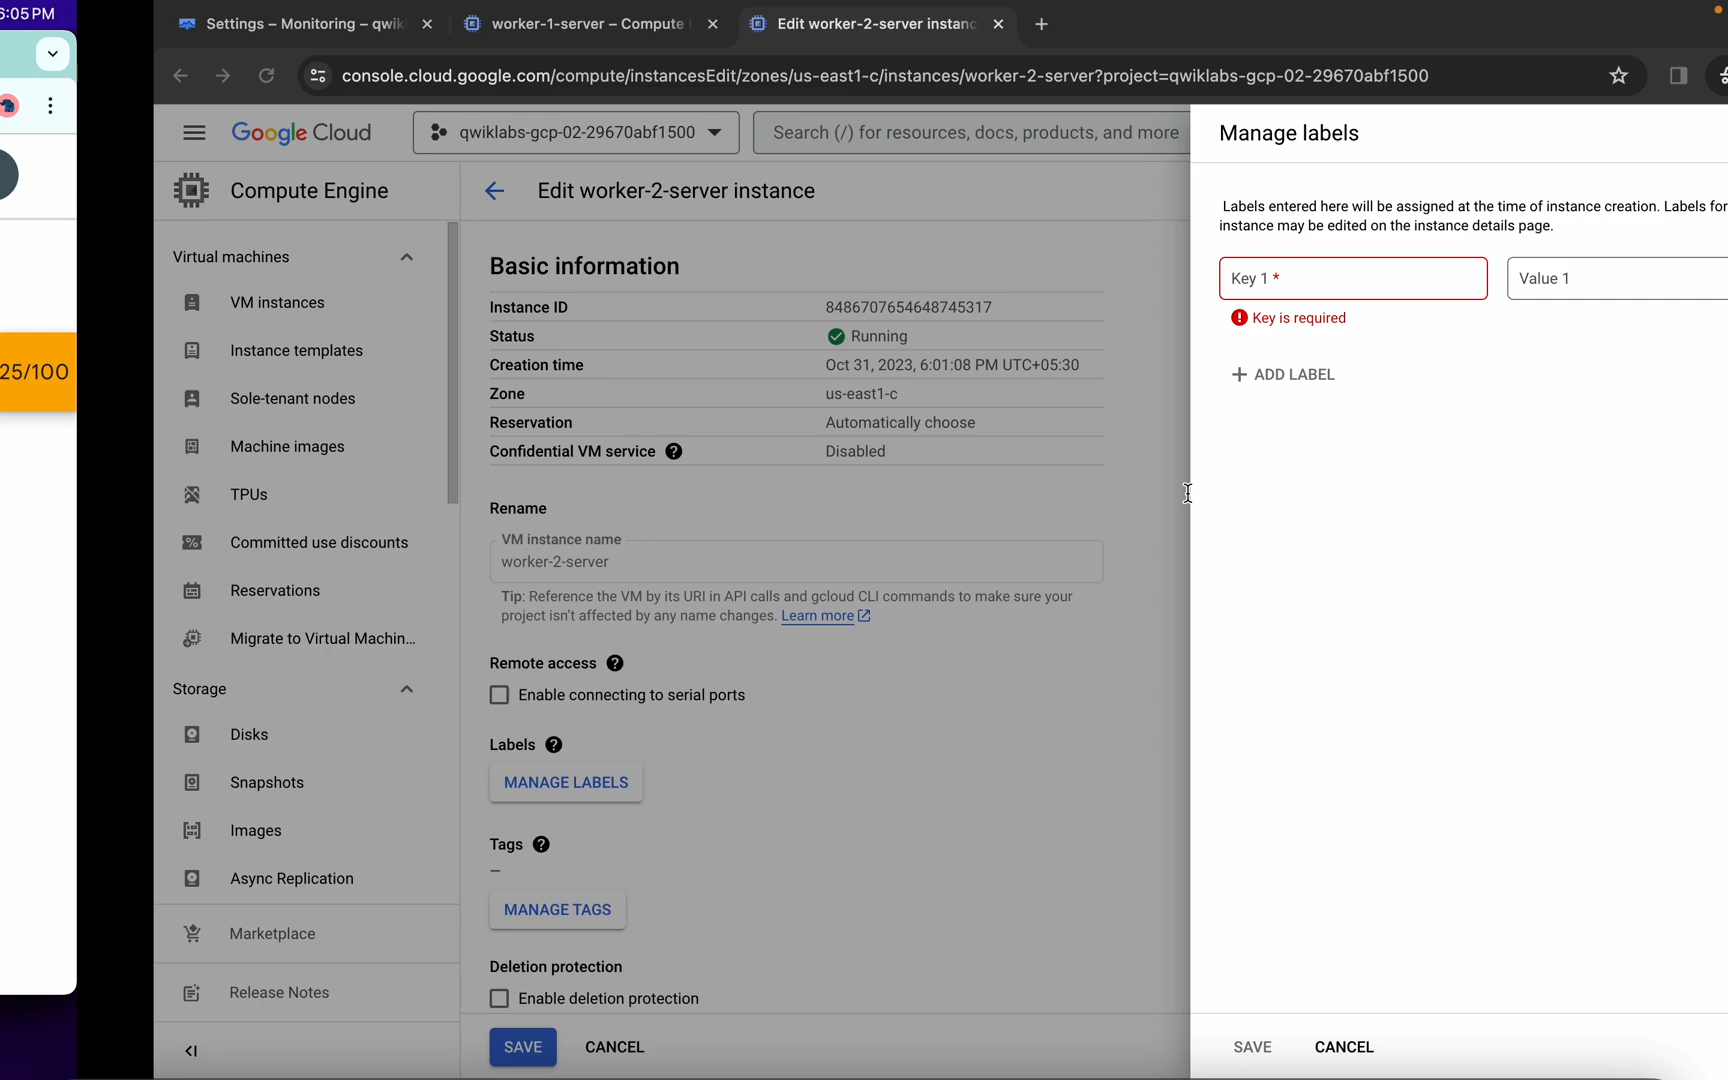 6:05 PM
25/100
Settings – Monitoring – qwik
worker-1-server – Compute
Edit worker-2-server instanc
console.cloud.google.com/compute/instancesEdit/zones/us-east1-c/instances/worker-2-server?project=qwiklabs-gcp-02-29670abf1500
Google Cloud
qwiklabs-gcp-02-29670abf1500
Search (/) for resources, docs, products, and more
Compute Engine
Virtual machines
VM instances
Instance templates
Sole-tenant nodes
Machine images
TPUs
Committed use discounts
Reservations
Migrate to Virtual Machin...
Storage
Disks
Snapshots
Images
Async Replication
Marketplace
Release Notes
Edit worker-2-server instance
Basic information
Instance ID 8486707654648745317
Status Running
Creation time Oct 31, 2023, 6:01:08 PM UTC+05:30
Zone us-east1-c
Reservation Automatically choose
Confidential VM service Disabled
Rename
VM instance name
worker-2-server
Tip: Reference the VM by its URI in API calls and gcloud CLI commands to make sure your
project isn't affected by any name changes. Learn more
Remote access
Enable connecting to serial ports
Labels
MANAGE LABELS
Tags
–
MANAGE TAGS
Deletion protection
Enable deletion protection
SAVE CANCEL
Manage labels
Labels entered here will be assigned at the time of instance creation. Labels for
instance may be edited on the instance details page.
Key 1 * Value 1
Key is required
+ ADD LABEL
SAVE CANCEL